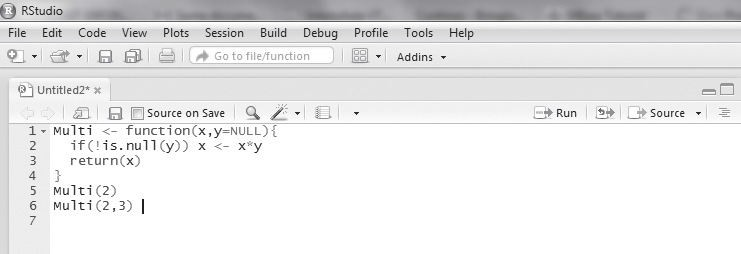 RStudio
File Edit Code View Plots Session Build Debug Profile Tools Help
Go to file/function Addins
Untitled2* ×
Source on Save Run Source
1 Multi <- function(x,y=NULL){
2 if(!is.null(y)) x <- x*y
3 return(x)
4 }
5 Multi(2)
6 Multi(2,3)
7